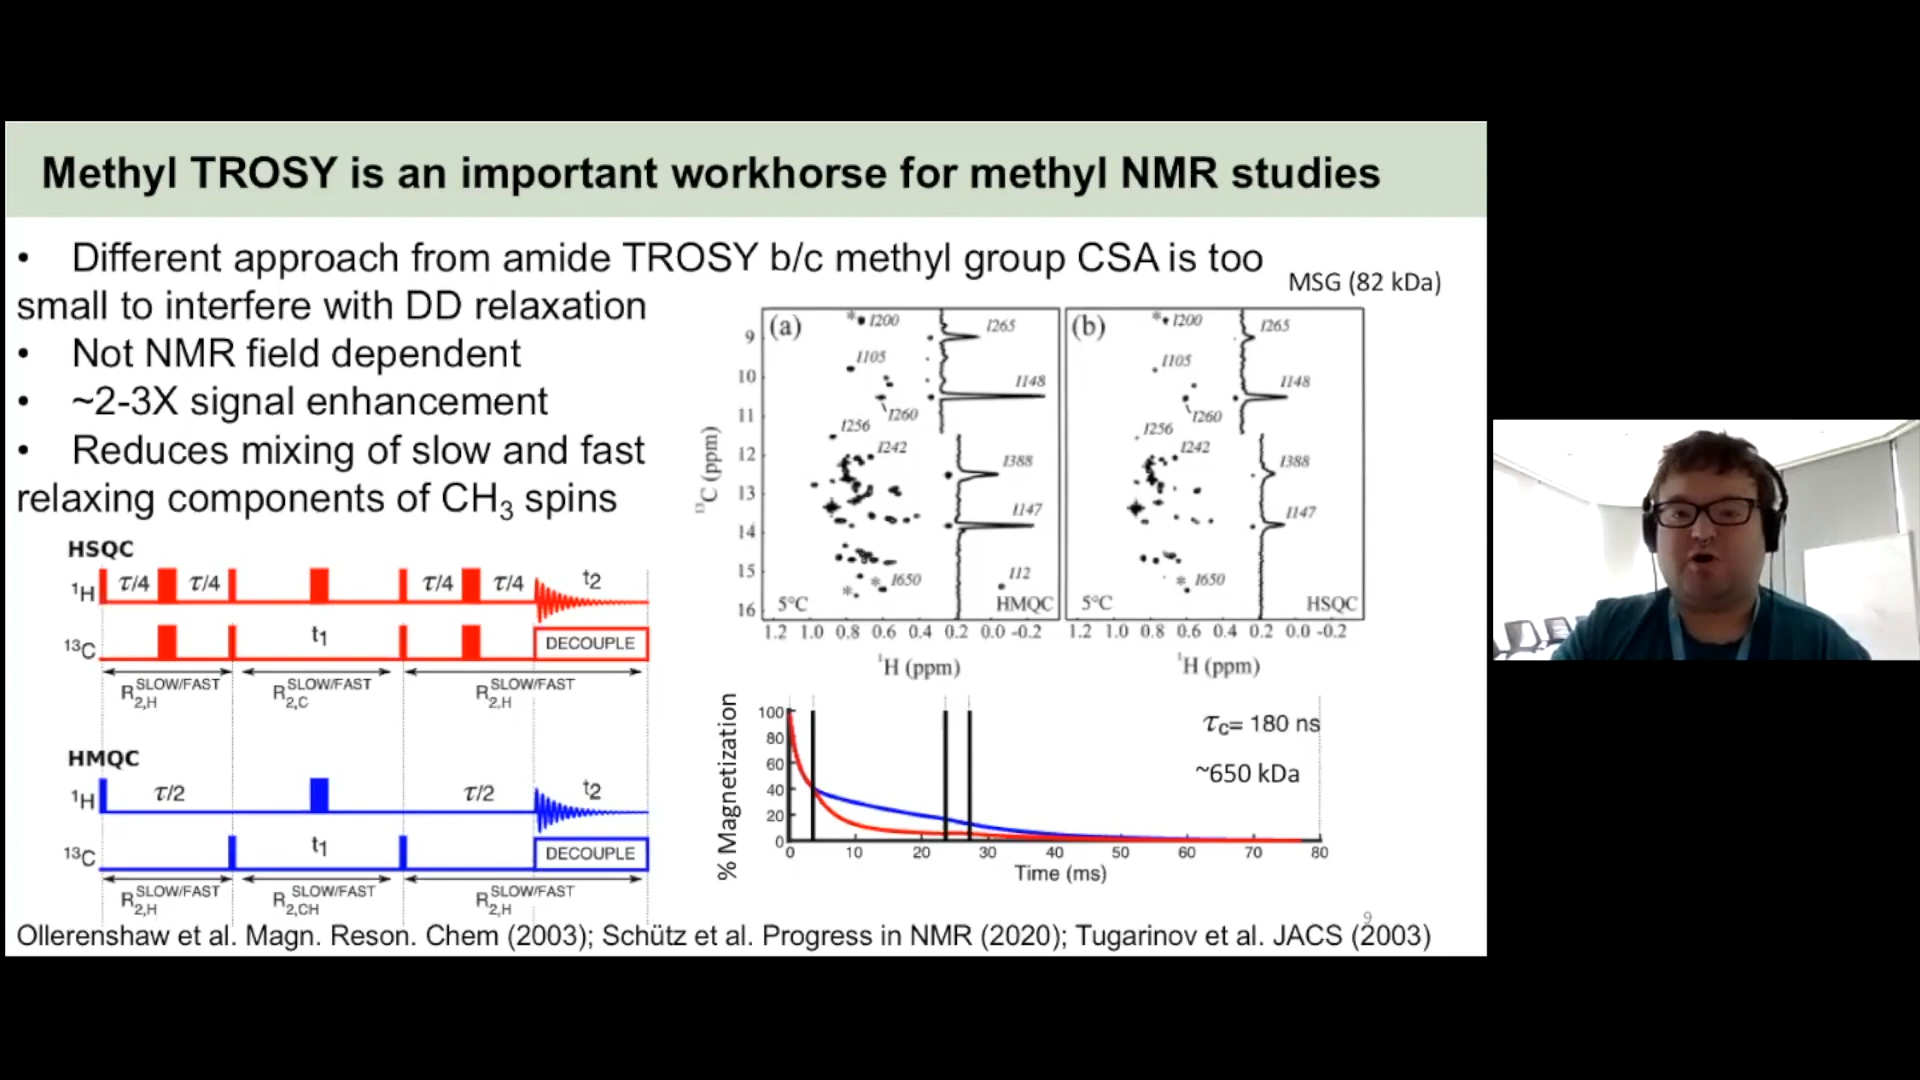 Methyl TROSY is an important workhorse for methyl NMR studies
• Different approach from amide TROSY b/c methyl group CSA is too
small to interfere with DD relaxation
• Not NMR field dependent
• ~2-3X signal enhancement
• Reduces mixing of slow and fast
relaxing components of CH3 spins
MSG (82 kDa)
(a)
*
I200
I265
I105
I148
I260
I256
I242
I388
I147
I12
* I650
*
5°C
HMQC
9
10
11
12
13
14
15
16
13C (ppm)
1.2 1.0 0.8 0.6 0.4 0.2 0.0 -0.2
1H (ppm)
(b)
*
I200
I265
I105
I148
I260
I256
I242
I388
I147
* I650
5°C
HSQC
1.2 1.0 0.8 0.6 0.4 0.2 0.0 -0.2
1H (ppm)
HSQC
1H τ/4 τ/4 τ/4 τ/4 t2
13C t1 DECOUPLE
R2,H SLOW/FAST R2,C SLOW/FAST R2,H SLOW/FAST
HMQC
1H τ/2 τ/2 t2
13C t1 DECOUPLE
R2,H SLOW/FAST R2,CH SLOW/FAST R2,H SLOW/FAST
% Magnetization
100
80
60
40
20
0
τc= 180 ns
~650 kDa
0 10 20 30 40 50 60 70 80
Time (ms)
9
Ollerenshaw et al. Magn. Reson. Chem (2003); Schütz et al. Progress in NMR (2020); Tugarinov et al. JACS (2003)